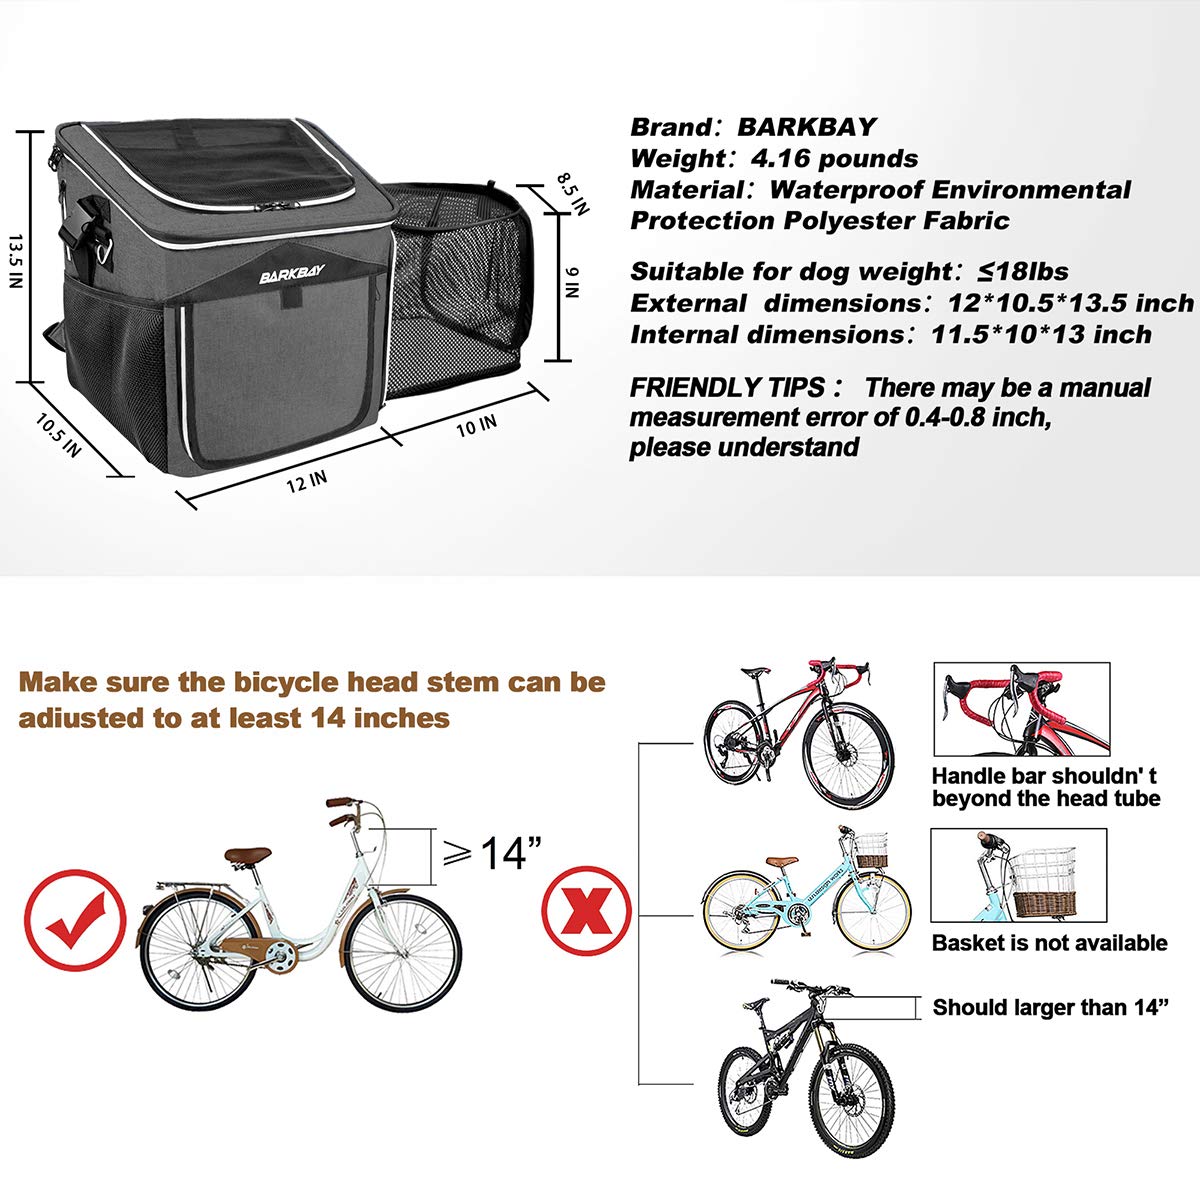 13.5 IN
10.5 IN
12 IN
10 IN
8.5 IN
9 IN
BARKBAY
Brand: BARKBAY
Weight: 4.16 pounds
Material: Waterproof Environmental
Protection Polyester Fabric
Suitable for dog weight: ≤18lbs
External dimensions: 12*10.5*13.5 inch
Internal dimensions: 11.5*10*13 inch
FRIENDLY TIPS : There may be a manual
measurement error of 0.4-0.8 inch,
please understand
Make sure the bicycle head stem can be
adiusted to at least 14 inches
≥ 14”
Handle bar shouldn' t
beyond the head tube
Basket is not available
Should larger than 14”